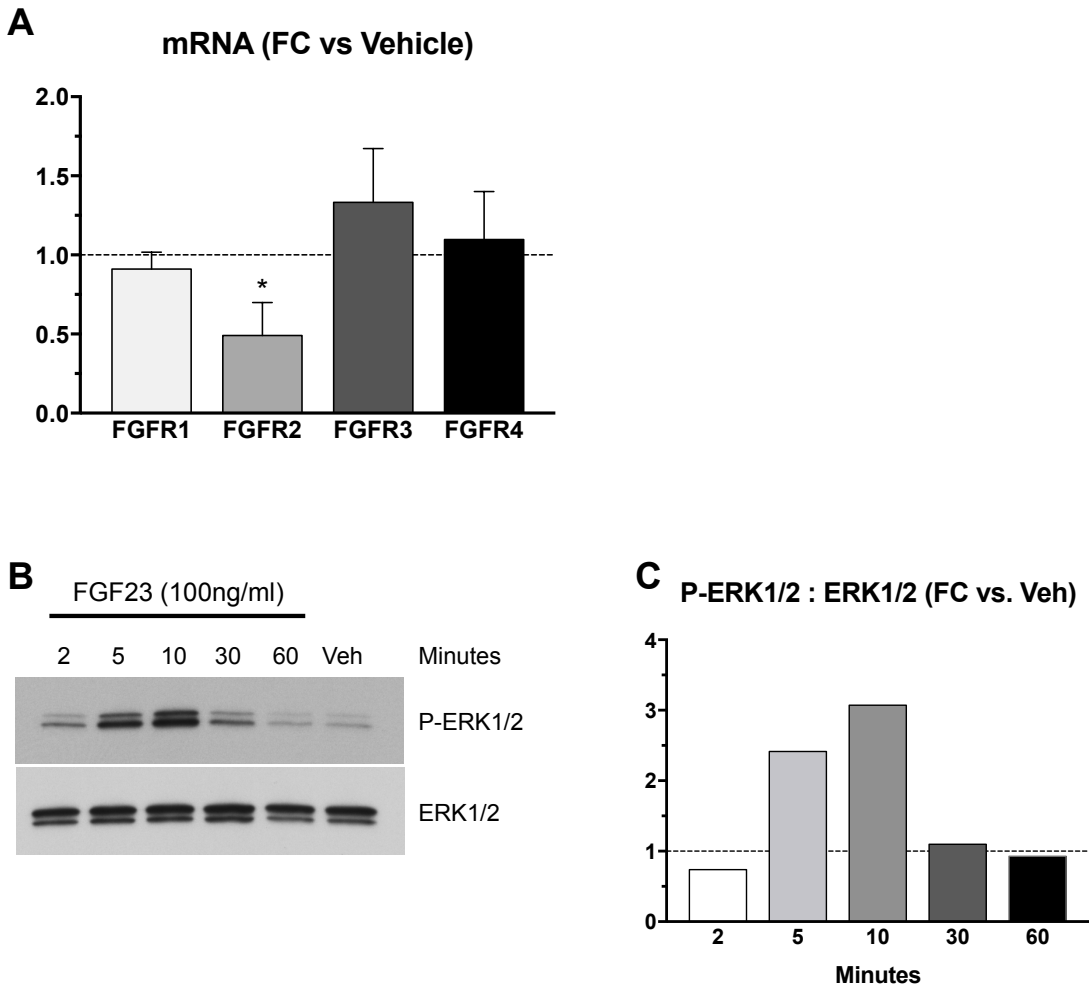 A
mRNA (FC vs Vehicle)
2.0
1.5
1.0
*
0.5
0.0
FGFR1 FGFR2 FGFR3 FGFR4
B
FGF23 (100ng/ml)
2 5 10 30 60 Veh Minutes
P-ERK1/2
ERK1/2
C
P-ERK1/2 : ERK1/2 (FC vs. Veh)
4
3
2
1
0
2 5 10 30 60
Minutes